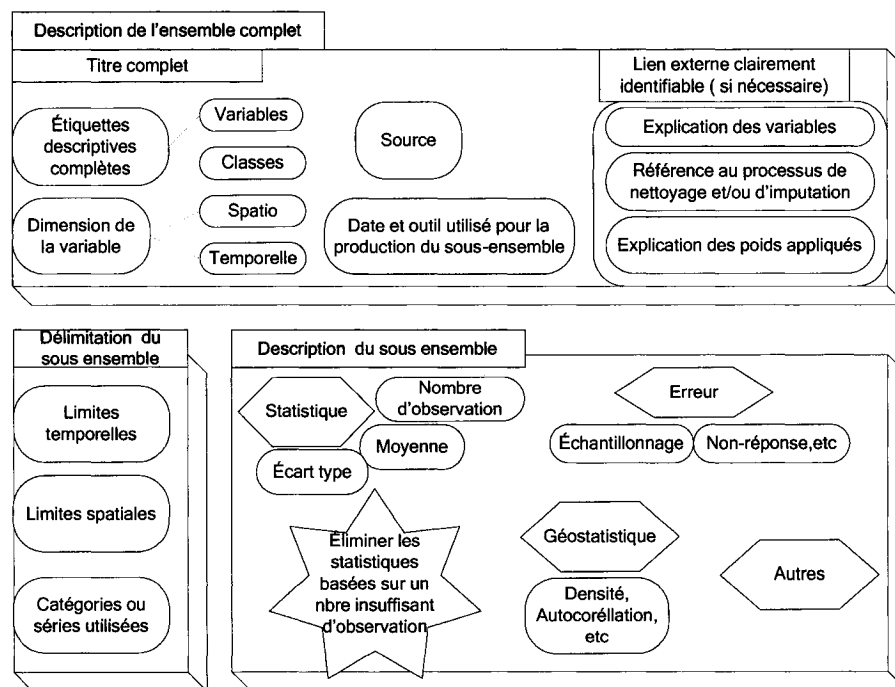 Description de l'ensemble complet
Titre complet
Lien externe clairement
identifiable ( si nécessaire)
Étiquettes
descriptives
complètes
Variables
Classes
Source
Explication des variables
Référence au processus de
nettoyage et/ou d'imputation
Dimension de
la variable
Spatio
Temporelle
Date et outil utilisé pour la
production du sous-ensemble
Explication des poids appliqués
Délimitation du
sous ensemble
Limites
temporelles
Limites spatiales
Catégories ou
séries utilisées
Description du sous ensemble
Statistique
Nombre
d'observation
Moyenne
Écart type
Erreur
Échantillonnage
Non-réponse,etc
Éliminer les
statistiques
basées sur un
nbre insuffisant
d'observation
Géostatistique
Densité,
Autocoréllation,
etc
Autres